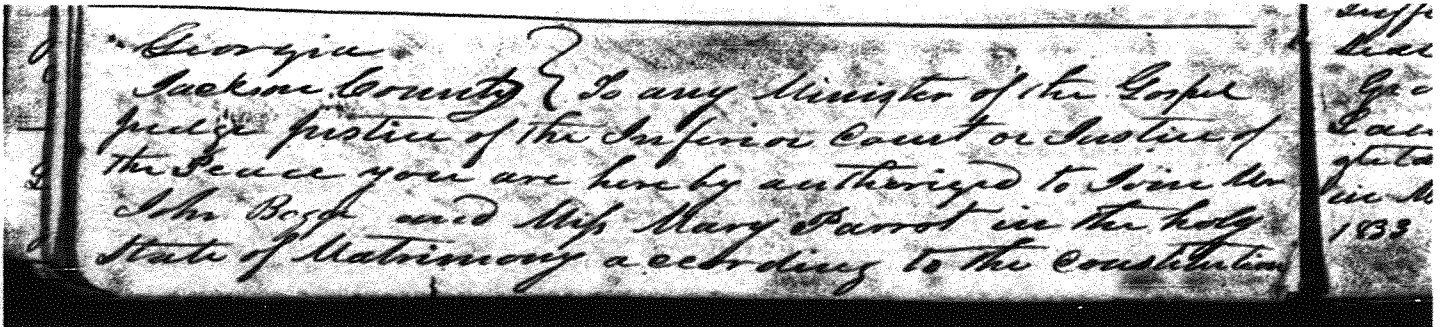 Georgia
Jackson County } To any Minister of the Gospel
Judge Justice of the Inferior Court or Justice of
the Peace you are hereby authorized to Join Mr
John and Miss Mary Parrot in the holy
State of Matrimony according to the Constitution
in
1833